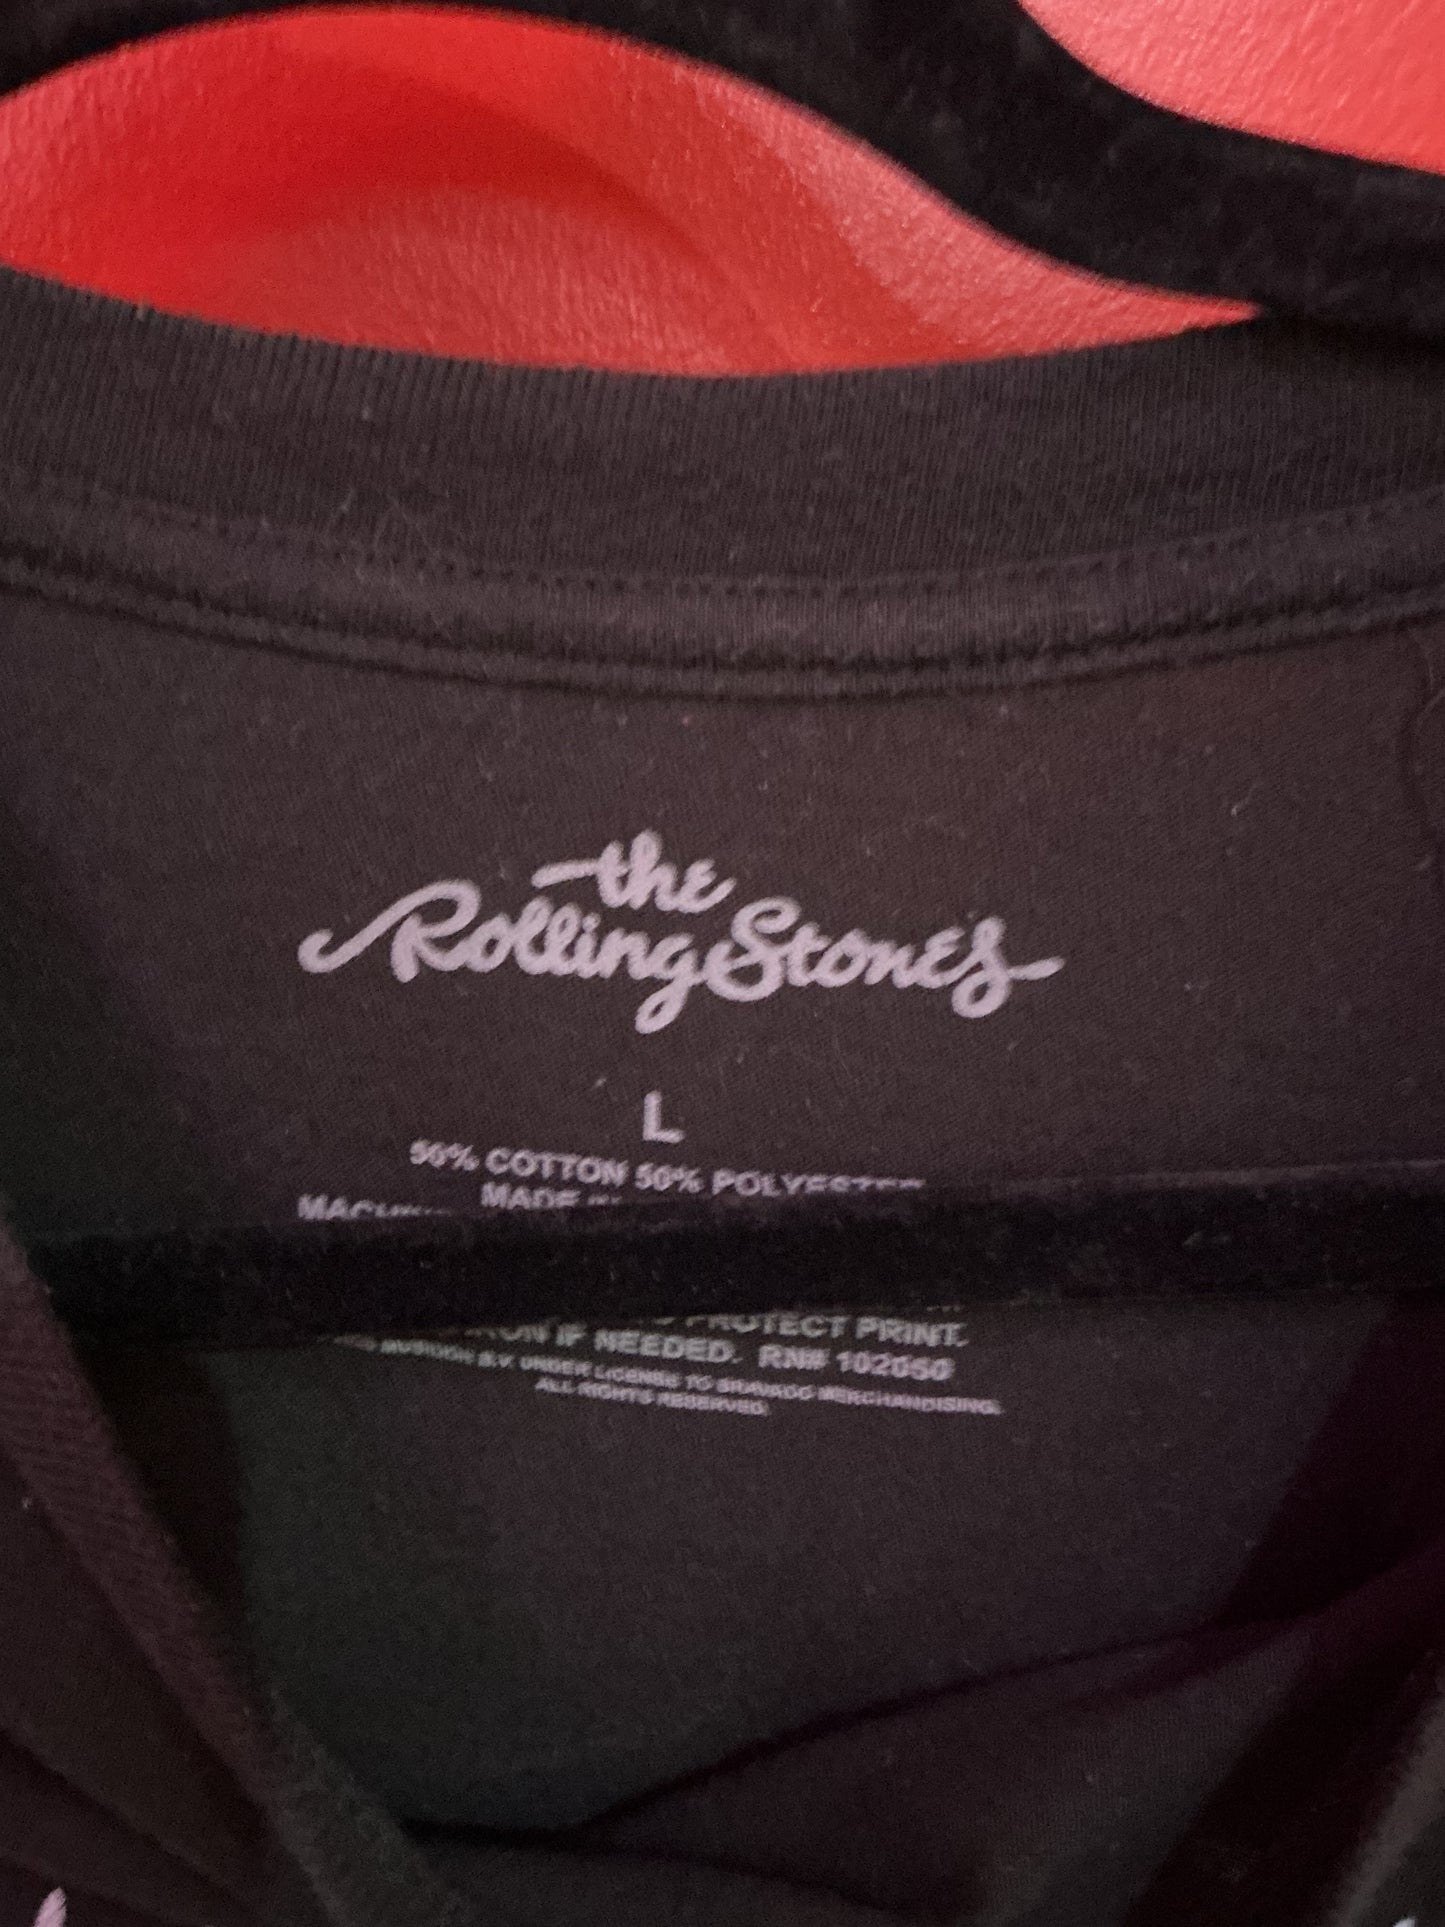 the
Rolling Stones
L
50% COTTON 50% POLYESTER
MADE
PROTECT PRINT.
IF NEEDED. RN# 102050
MUSIDOR B.V. UNDER LICENSE TO BRAVADO MERCHANDISING.
ALL RIGHTS RESERVED.